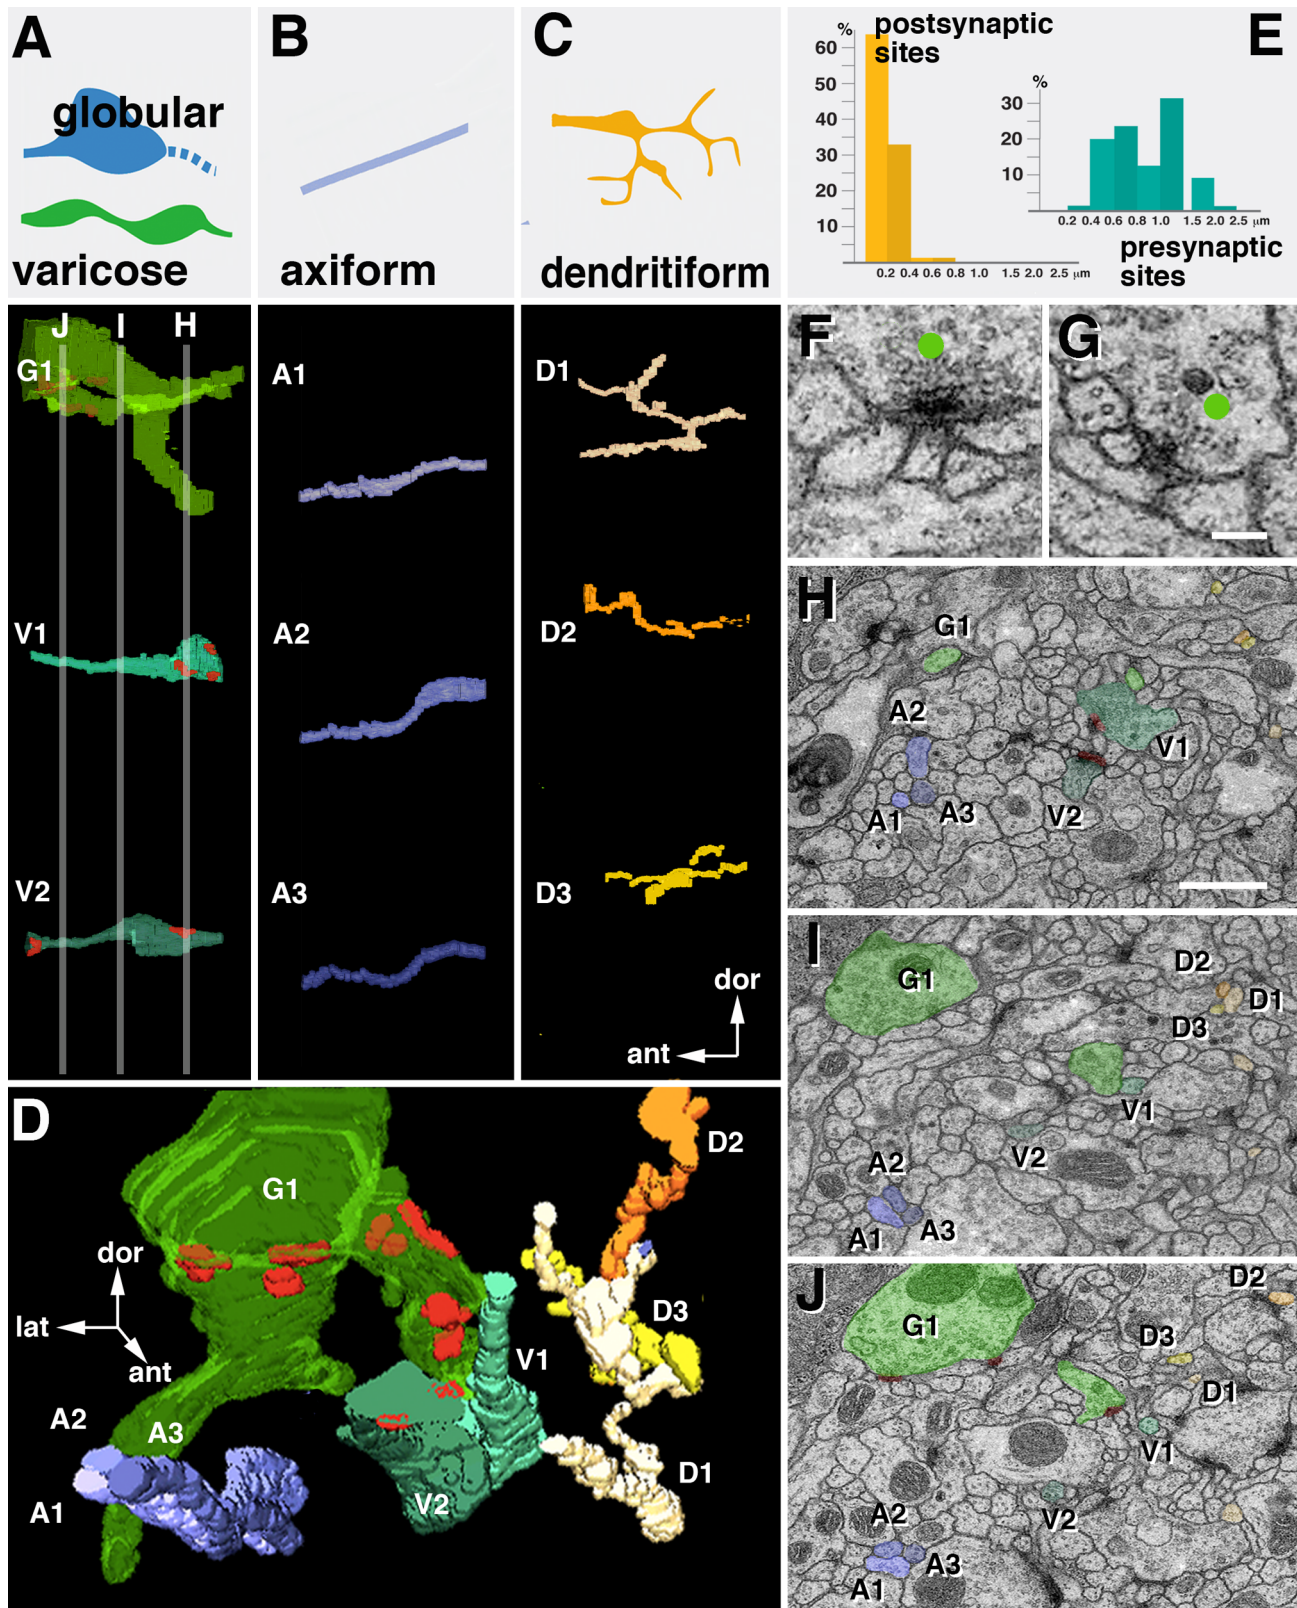 A
globular
varicose
B
axiform
C
dendritiform
E
postsynaptic
sites
%
60
50
40
30
20
10
0.2 0.4 0.6 0.8 1.0 1.5 2.0 2.5 μm
%
30
20
10
0.2 0.4 0.6 0.8 1.0 1.5 2.0 2.5 μm
presynaptic
sites
J I H
G1
V1
V2
A1
A2
A3
D1
D2
D3
dor
ant
F
G
H
G1
A2
V1
A1
A3
V2
I
G1
D2
D1
D3
V1
V2
A2
A1
A3
J
D2
G1
D3
D1
V1
V2
A2
A3
A1
D
D2
G1
dor
lat
ant
D3
V1
A2
A3
D1
A1
V2